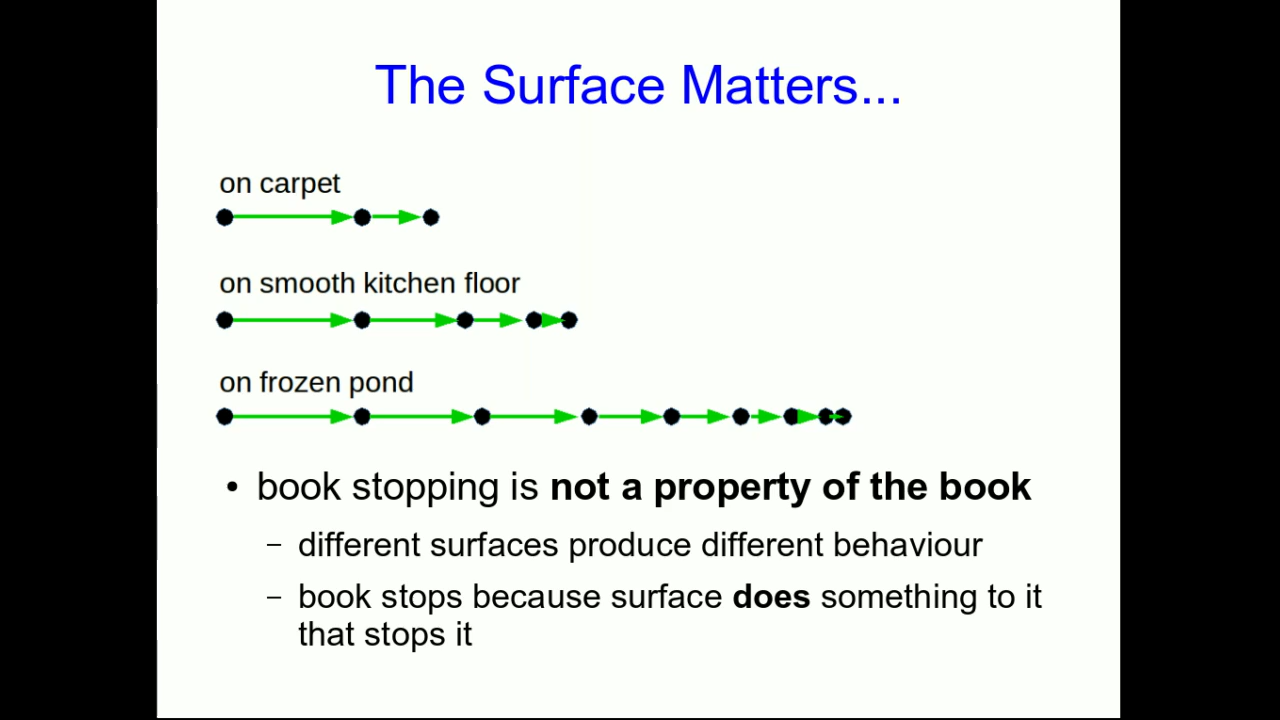 The Surface Matters...
on carpet
on smooth kitchen floor
on frozen pond
• book stopping is not a property of the book
– different surfaces produce different behaviour
– book stops because surface does something to it
that stops it